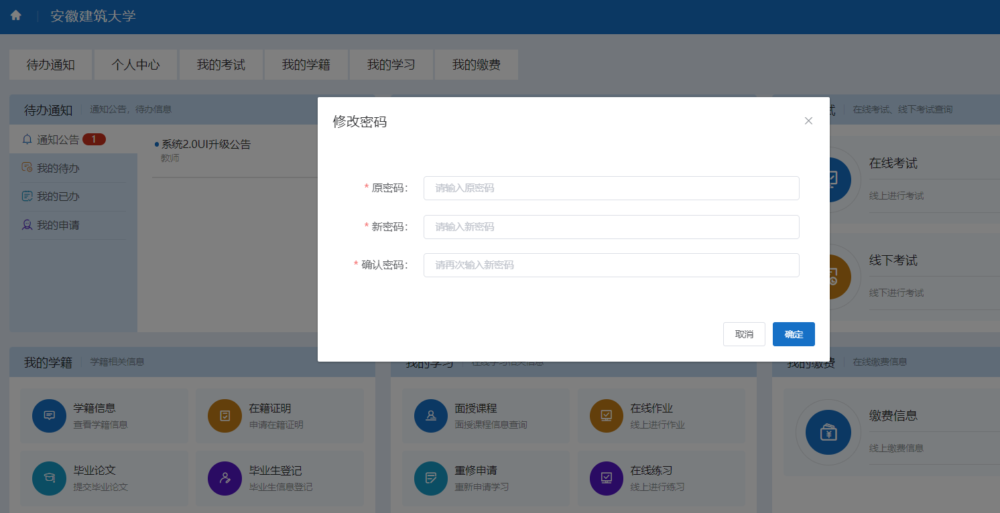 安徽建筑大学
待办通知
个人中心
我的考试
我的学籍
我的学习
我的缴费
待办通知
通知公告，待办信息
通知公告
1
我的待办
我的已办
我的申请
系统2.0UI升级公告
教师
修改密码
* 原密码：
请输入原密码
* 新密码：
请输入新密码
* 确认密码：
请再次输入新密码
取消
确定
试
在线考试、线下考试查询
在线考试
线上进行考试
线下考试
线下进行考试
我的学籍
学籍相关信息
学籍信息
查看学籍信息
在籍证明
申请在籍证明
毕业论文
提交毕业论文
毕业生登记
毕业生信息登记
我的学习
在线学习相关信息
面授课程
面授课程信息查询
在线作业
线上进行作业
重修申请
重新申请学习
在线练习
线上进行练习
我的缴费
在线缴费信息
缴费信息
线上缴费信息